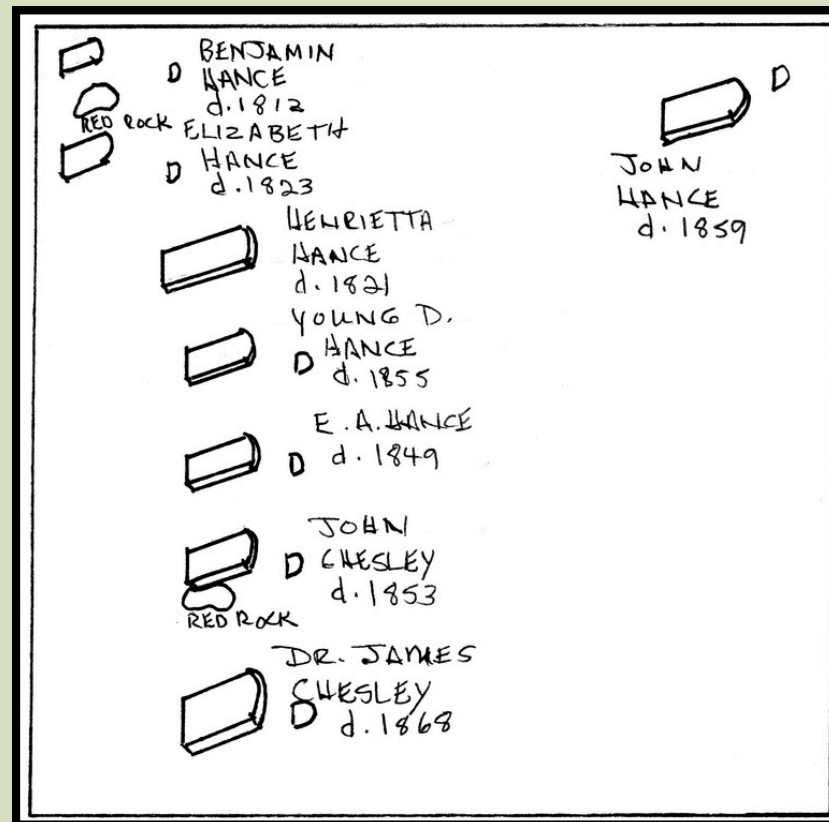 BENJAMIN
D HANCE
d. 1812
RED ROCK
ELIZABETH
D HANCE
d. 1823
HENRIETTA
HANCE
d. 1821
YOUNG D.
D HANCE
d. 1855
E. A. HANCE
D d. 1849
JOHN
D CHESLEY
d. 1853
RED ROCK
DR. JAMES
CHESLEY
D d. 1868
D
JOHN
HANCE
d. 1859